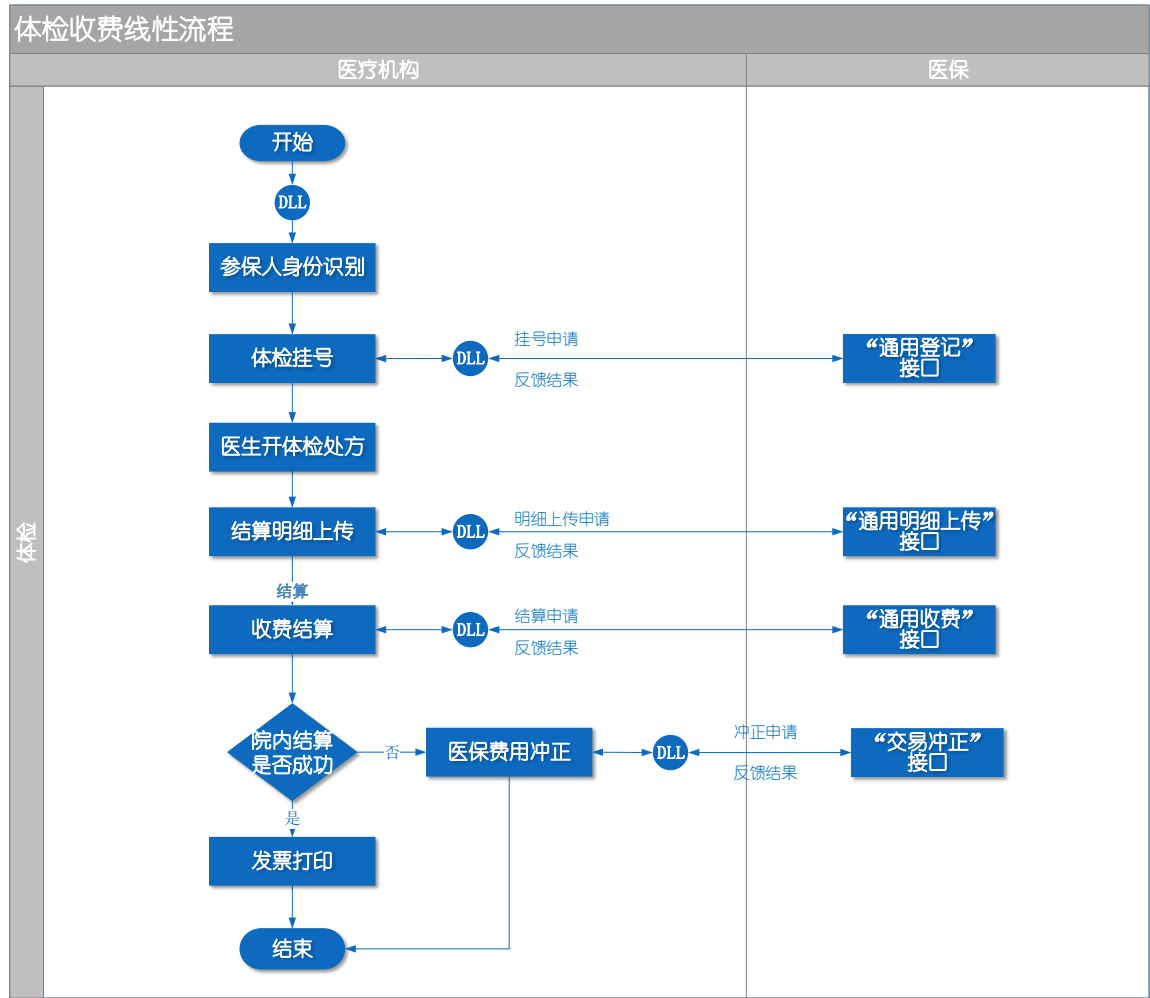 体检收费线性流程
医疗机构
医保
体检
开始
DLL
参保人身份识别
体检挂号
DLL
挂号申请
反馈结果
“通用登记”
接口
医生开体检处方
结算明细上传
DLL
明细上传申请
反馈结果
“通用明细上传”
接口
结算
收费结算
DLL
结算申请
反馈结果
“通用收费”
接口
院内结算
是否成功
否
医保费用冲正
DLL
冲正申请
反馈结果
“交易冲正”
接口
是
发票打印
结束